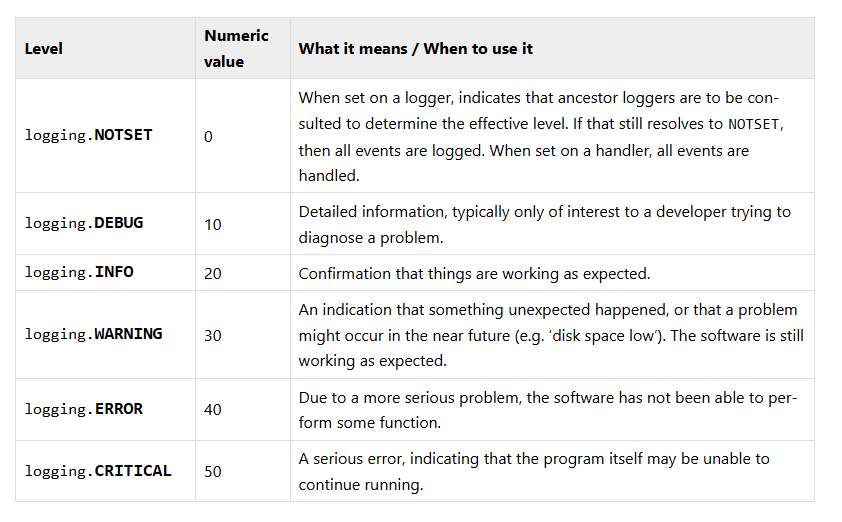 Level
Numeric
value
What it means / When to use it
logging.NOTSET
0
When set on a logger, indicates that ancestor loggers are to be con-
sulted to determine the effective level. If that still resolves to NOTSET,
then all events are logged. When set on a handler, all events are
handled.
logging.DEBUG
10
Detailed information, typically only of interest to a developer trying to
diagnose a problem.
logging.INFO
20
Confirmation that things are working as expected.
logging.WARNING
30
An indication that something unexpected happened, or that a problem
might occur in the near future (e.g. ‘disk space low’). The software is still
working as expected.
logging.ERROR
40
Due to a more serious problem, the software has not been able to per-
form some function.
logging.CRITICAL
50
A serious error, indicating that the program itself may be unable to
continue running.